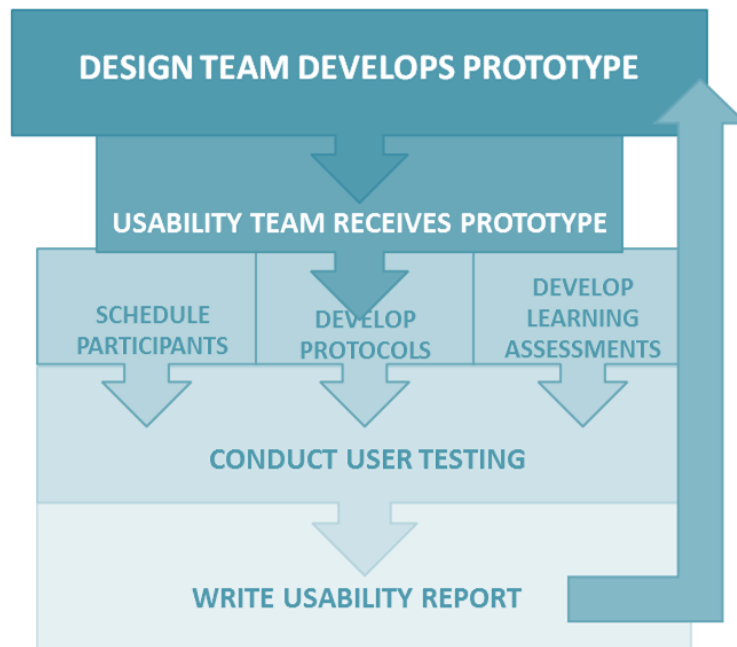 DESIGN TEAM DEVELOPS PROTOTYPE
USABILITY TEAM RECEIVES PROTOTYPE
SCHEDULE
PARTICIPANTS
DEVELOP
PROTOCOLS
DEVELOP
LEARNING
ASSESSMENTS
CONDUCT USER TESTING
WRITE USABILITY REPORT